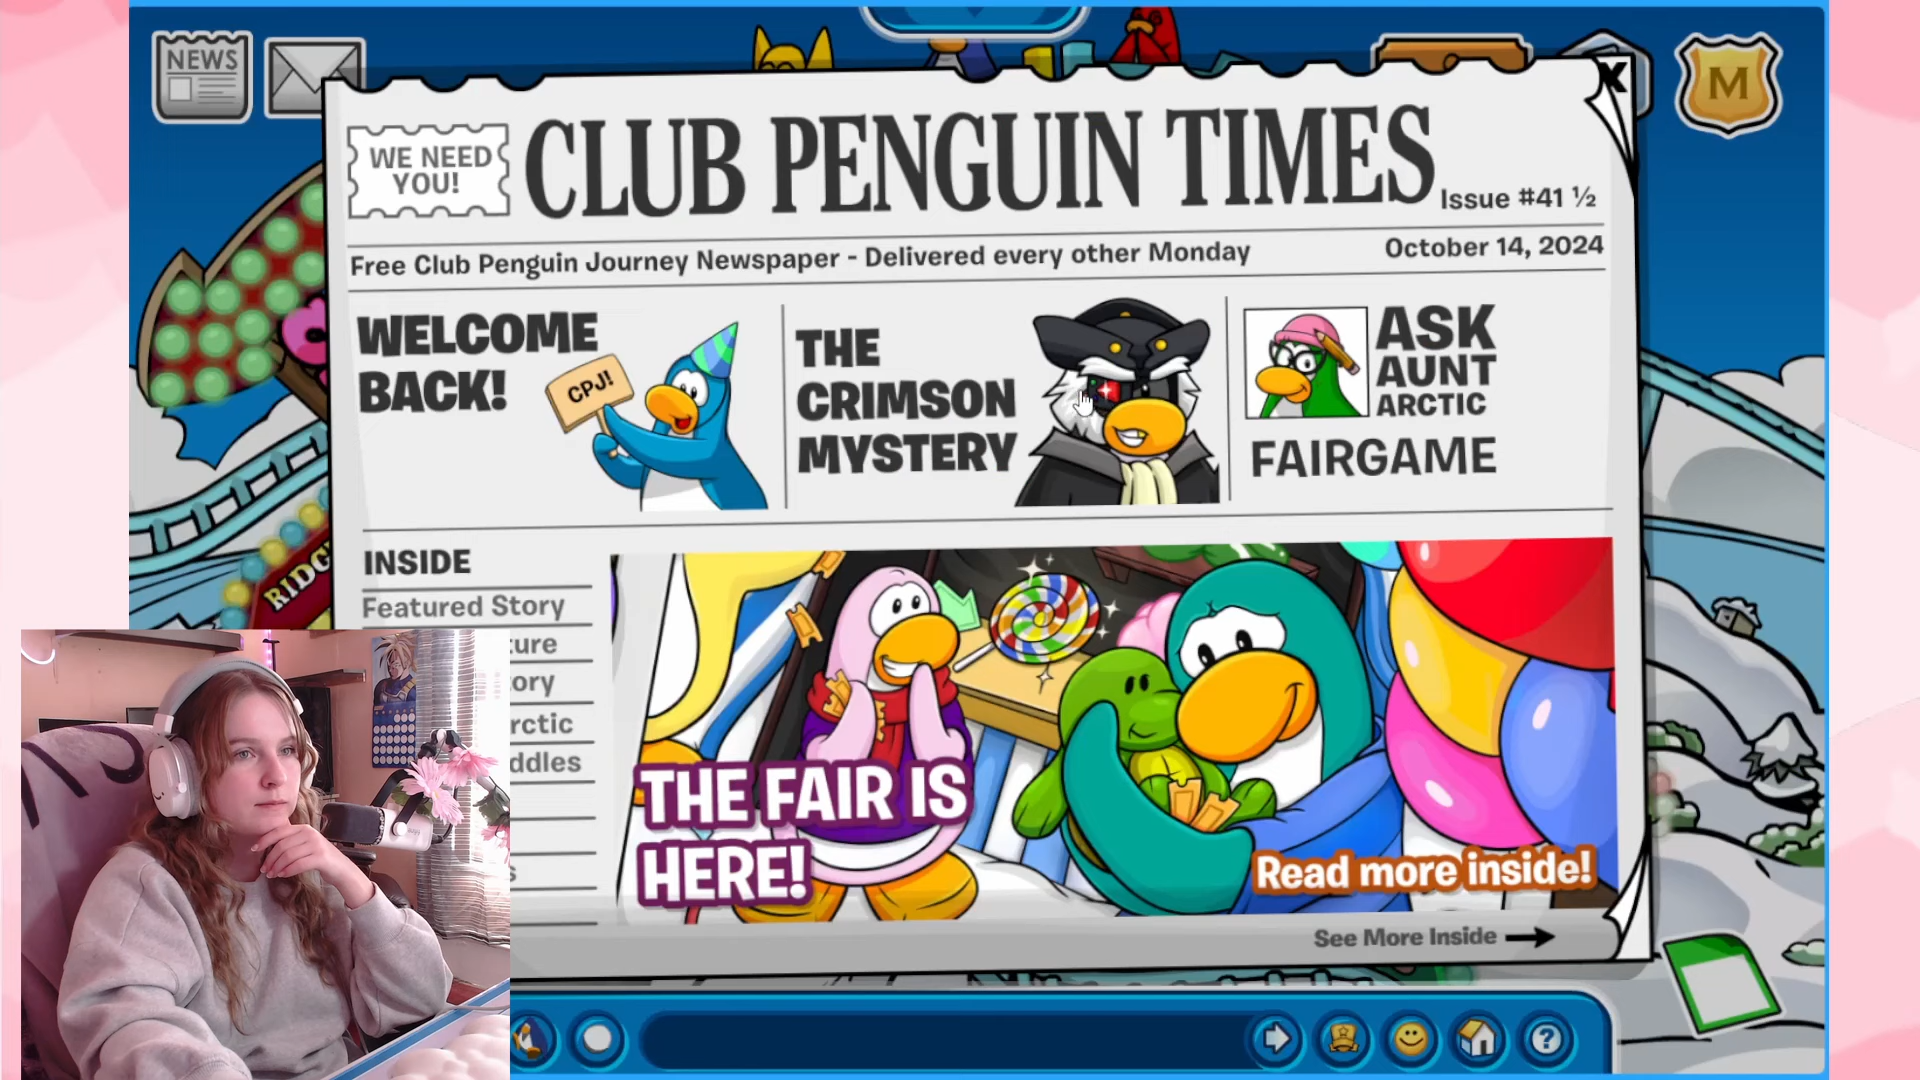 NEWS
M
X
WE NEED
YOU!
CLUB PENGUIN TIMES
Issue #41 ½
Free Club Penguin Journey Newspaper - Delivered every other Monday
October 14, 2024
WELCOME
BACK!
CPJ!
THE
CRIMSON
MYSTERY
ASK
AUNT
ARCTIC
FAIRGAME
INSIDE
Featured Story
ture
ory
rctic
ddles
s
THE FAIR IS
HERE!
Read more inside!
See More Inside
?